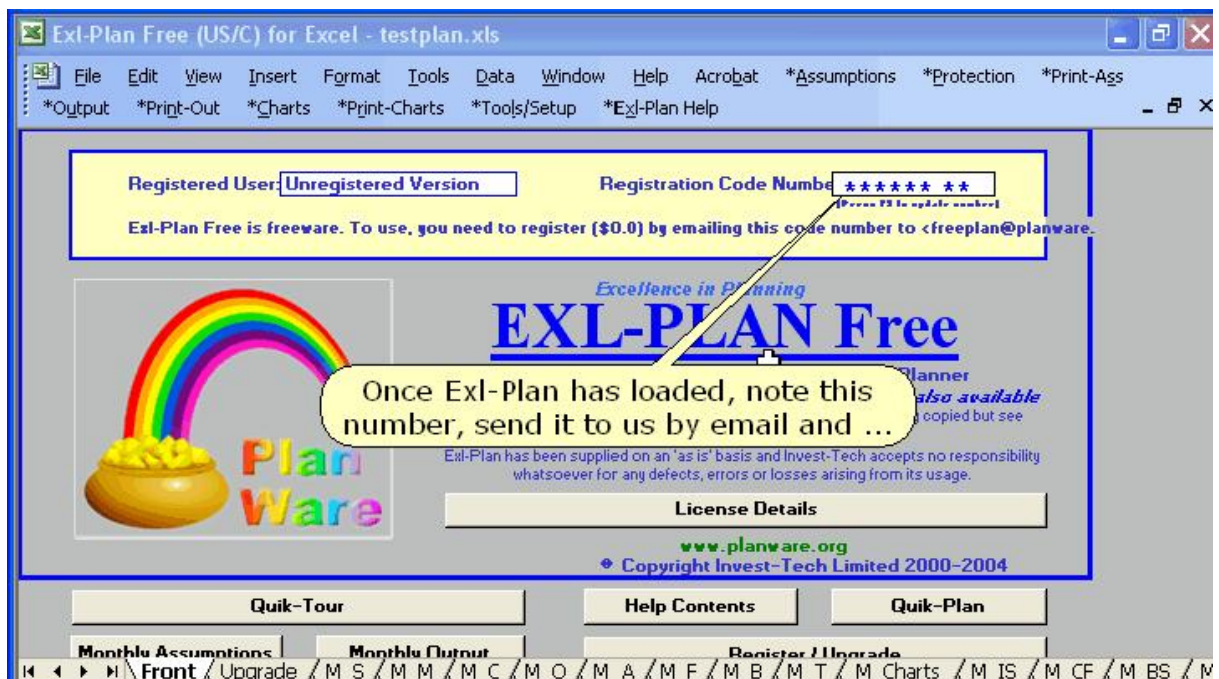 Exl-Plan Free (US/C) for Excel - testplan.xls
File Edit View Insert Format Tools Data Window Help Acrobat *Assumptions *Protection *Print-Ass
*Output *Print-Out *Charts *Print-Charts *Tools/Setup *Exl-Plan Help
Registered User: Unregistered Version Registration Code Numbe ****** **
Exl-Plan Free is freeware. To use, you need to register ($0.0) by emailing this code number to <freeplan@planware.
Excellence in Planning
EXL-PLAN Free
Planner
also available
copied but see
Once Exl-Plan has loaded, note this
number, send it to us by email and ...
Plan
Ware
Exl-Plan has been supplied on an 'as is' basis and Invest-Tech accepts no responsibility
whatsoever for any defects, errors or losses arising from its usage.
License Details
www.planware.org
Copyright Invest-Tech Limited 2000-2004
Quik-Tour Help Contents Quik-Plan
Monthly Assumptions Monthly Output Register / Upgrade
Front / Upgrade / M S / M M / M C / M O / M A / M F / M B / M T / M Charts / M IS / M CF / M BS / M